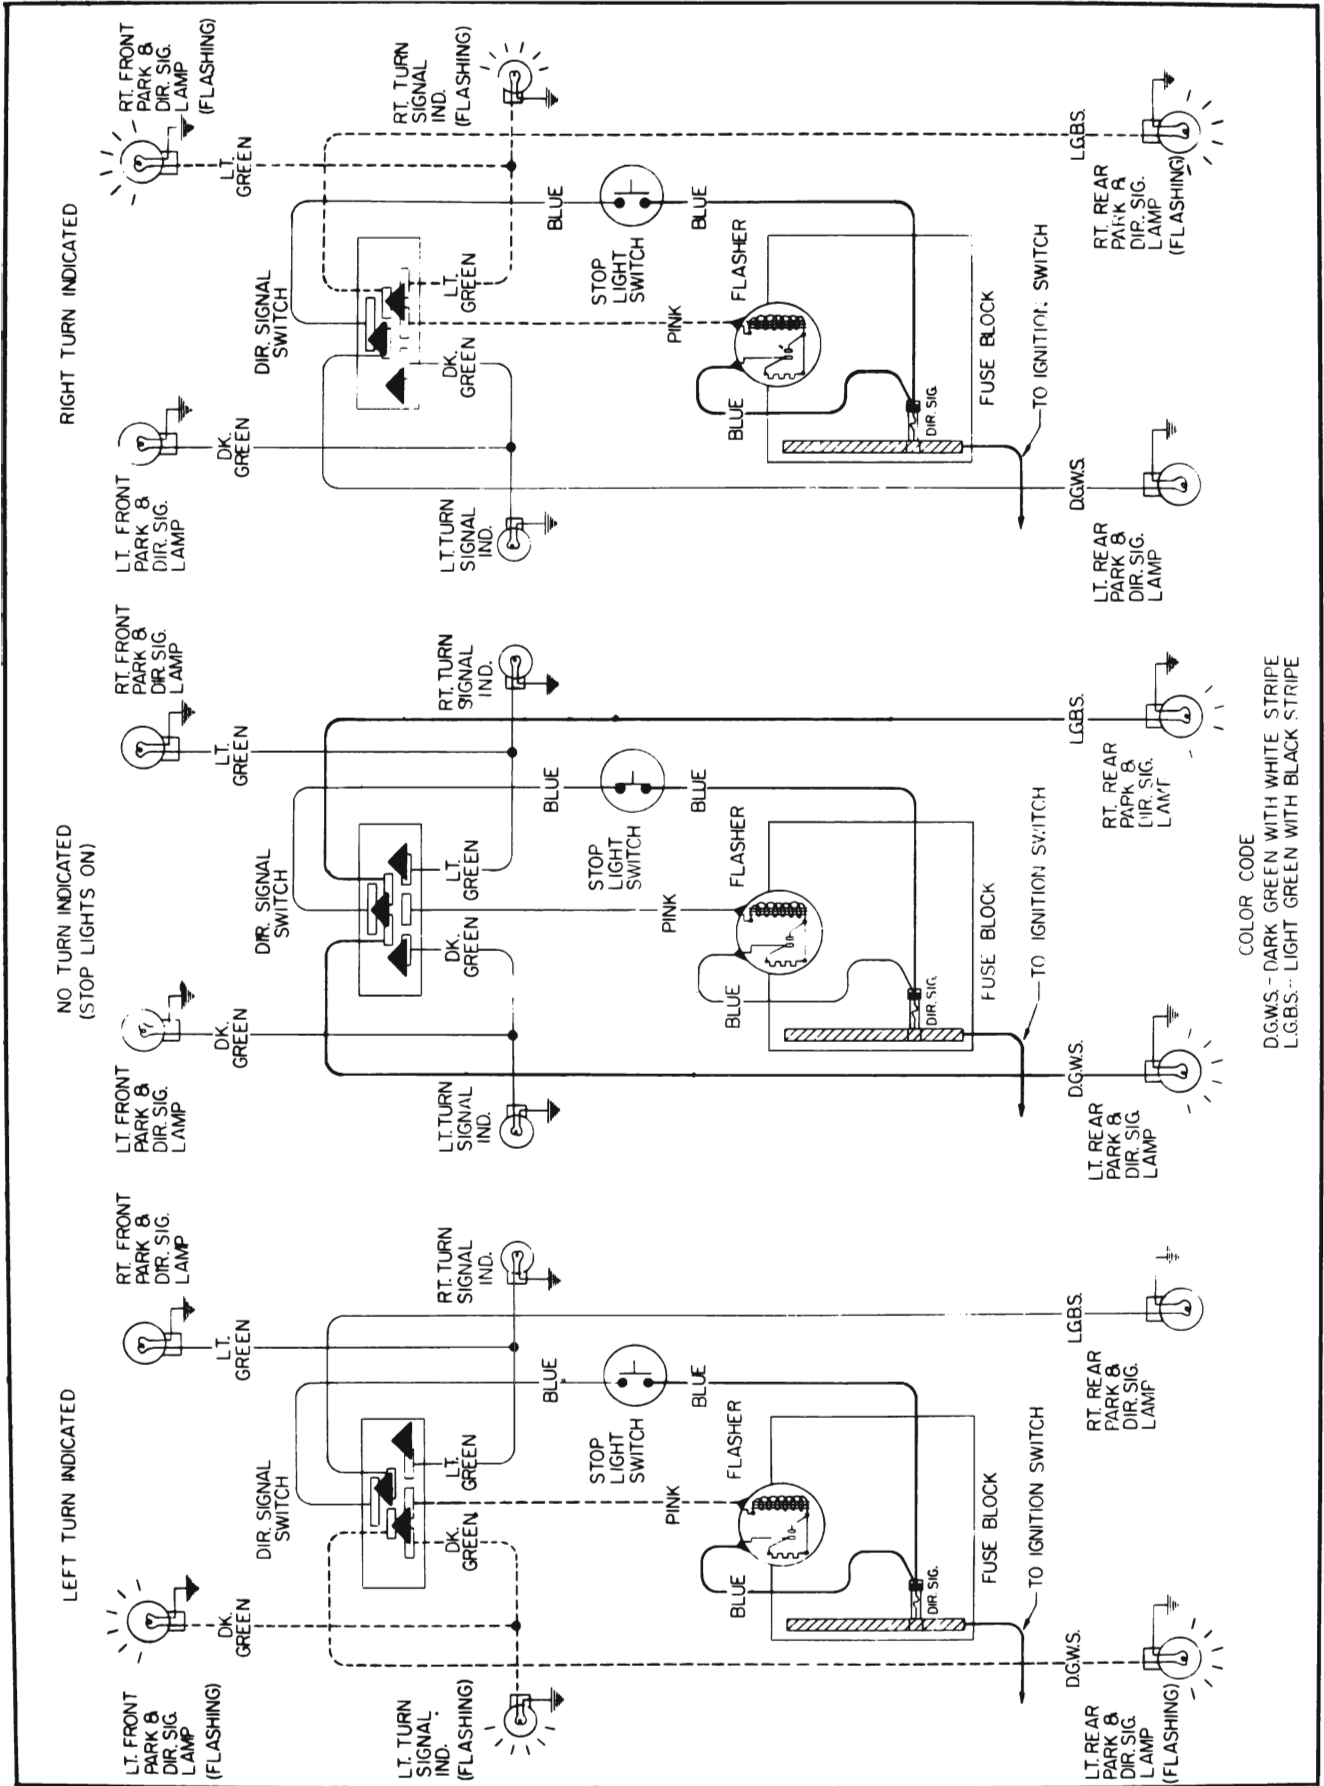 LEFT TURN INDICATED
LT. FRONT
PARK &
DIR. SIG.
LAMP
(FLASHING)
DK.
GREEN
RT. FRONT
PARK &
DIR. SIG.
LAMP
LT.
GREEN
DIR. SIGNAL
SWITCH
DK.
GREEN
LT.
GREEN
LT. TURN
SIGNAL
IND.
(FLASHING)
RT. TURN
SIGNAL
IND.
BLUE
STOP
LIGHT
SWITCH
BLUE
PINK
FLASHER
BLUE
DIR. SIG.
FUSE BLOCK
TO IGNITION SWITCH
D.G.W.S.
LT. REAR
PARK &
DIR. SIG.
LAMP
(FLASHING)
L.G.B.S.
RT. REAR
PARK &
DIR. SIG.
LAMP
NO TURN INDICATED
(STOP LIGHTS ON)
LT. FRONT
PARK &
DIR. SIG.
LAMP
DK.
GREEN
RT. FRONT
PARK &
DIR. SIG.
LAMP
LT.
GREEN
DIR. SIGNAL
SWITCH
DK.
GREEN
LT.
GREEN
LT. TURN
SIGNAL
IND.
RT. TURN
SIGNAL
IND.
BLUE
STOP
LIGHT
SWITCH
BLUE
PINK
FLASHER
BLUE
DIR. SIG.
FUSE BLOCK
TO IGNITION SWITCH
D.G.W.S.
LT. REAR
PARK &
DIR. SIG.
LAMP
L.G.B.S.
RT. REAR
PARK &
DIR. SIG.
LAMP
RIGHT TURN INDICATED
LT. FRONT
PARK &
DIR. SIG.
LAMP
DK.
GREEN
RT. FRONT
PARK &
DIR. SIG.
LAMP
(FLASHING)
LT.
GREEN
DIR. SIGNAL
SWITCH
DK.
GREEN
LT.
GREEN
LT. TURN
SIGNAL
IND.
RT. TURN
SIGNAL
IND.
(FLASHING)
BLUE
STOP
LIGHT
SWITCH
BLUE
PINK
FLASHER
BLUE
DIR. SIG.
FUSE BLOCK
TO IGNITION SWITCH
D.G.W.S.
LT. REAR
PARK &
DIR. SIG.
LAMP
L.G.B.S.
RT. REAR
PARK &
DIR. SIG.
LAMP
(FLASHING)
COLOR CODE
D.G.W.S. - DARK GREEN WITH WHITE STRIPE
L.G.B.S. - LIGHT GREEN WITH BLACK STRIPE